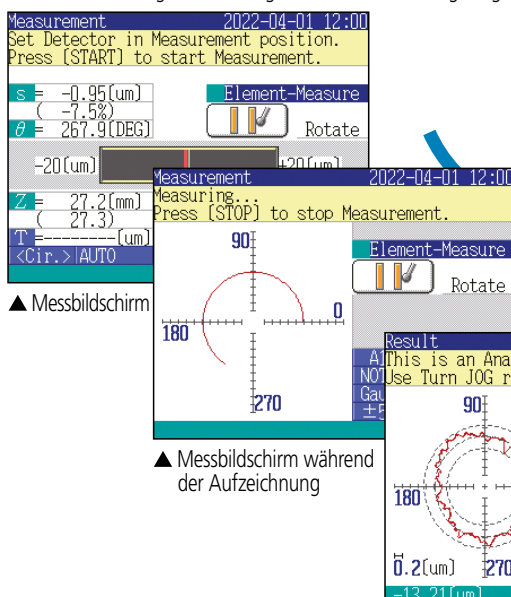 Measurement 2022-04-01 12:00
Set Detector in Measurement position.
Press [START] to start Measurement.
s = -0.95[um]
( -7.5%)
θ = 267.9[DEG]
Element-Measure
Rotate
-20[um] +20[um]
Z = 27.2[mm]
( 27.3)
T =--------[um]
<Cir.>|AUTO
▲ Messbildschirm
Measurement 2022-04-01 12:00
Measuring...
Press [STOP] to stop Measurement.
90
180
0
270
Element-Measure
Rotate
▲ Messbildschirm während
der Aufzeichnung
Result
This is an Ana
Use Turn JOG r
90
180
0.2[um] 270
-13.21[um]